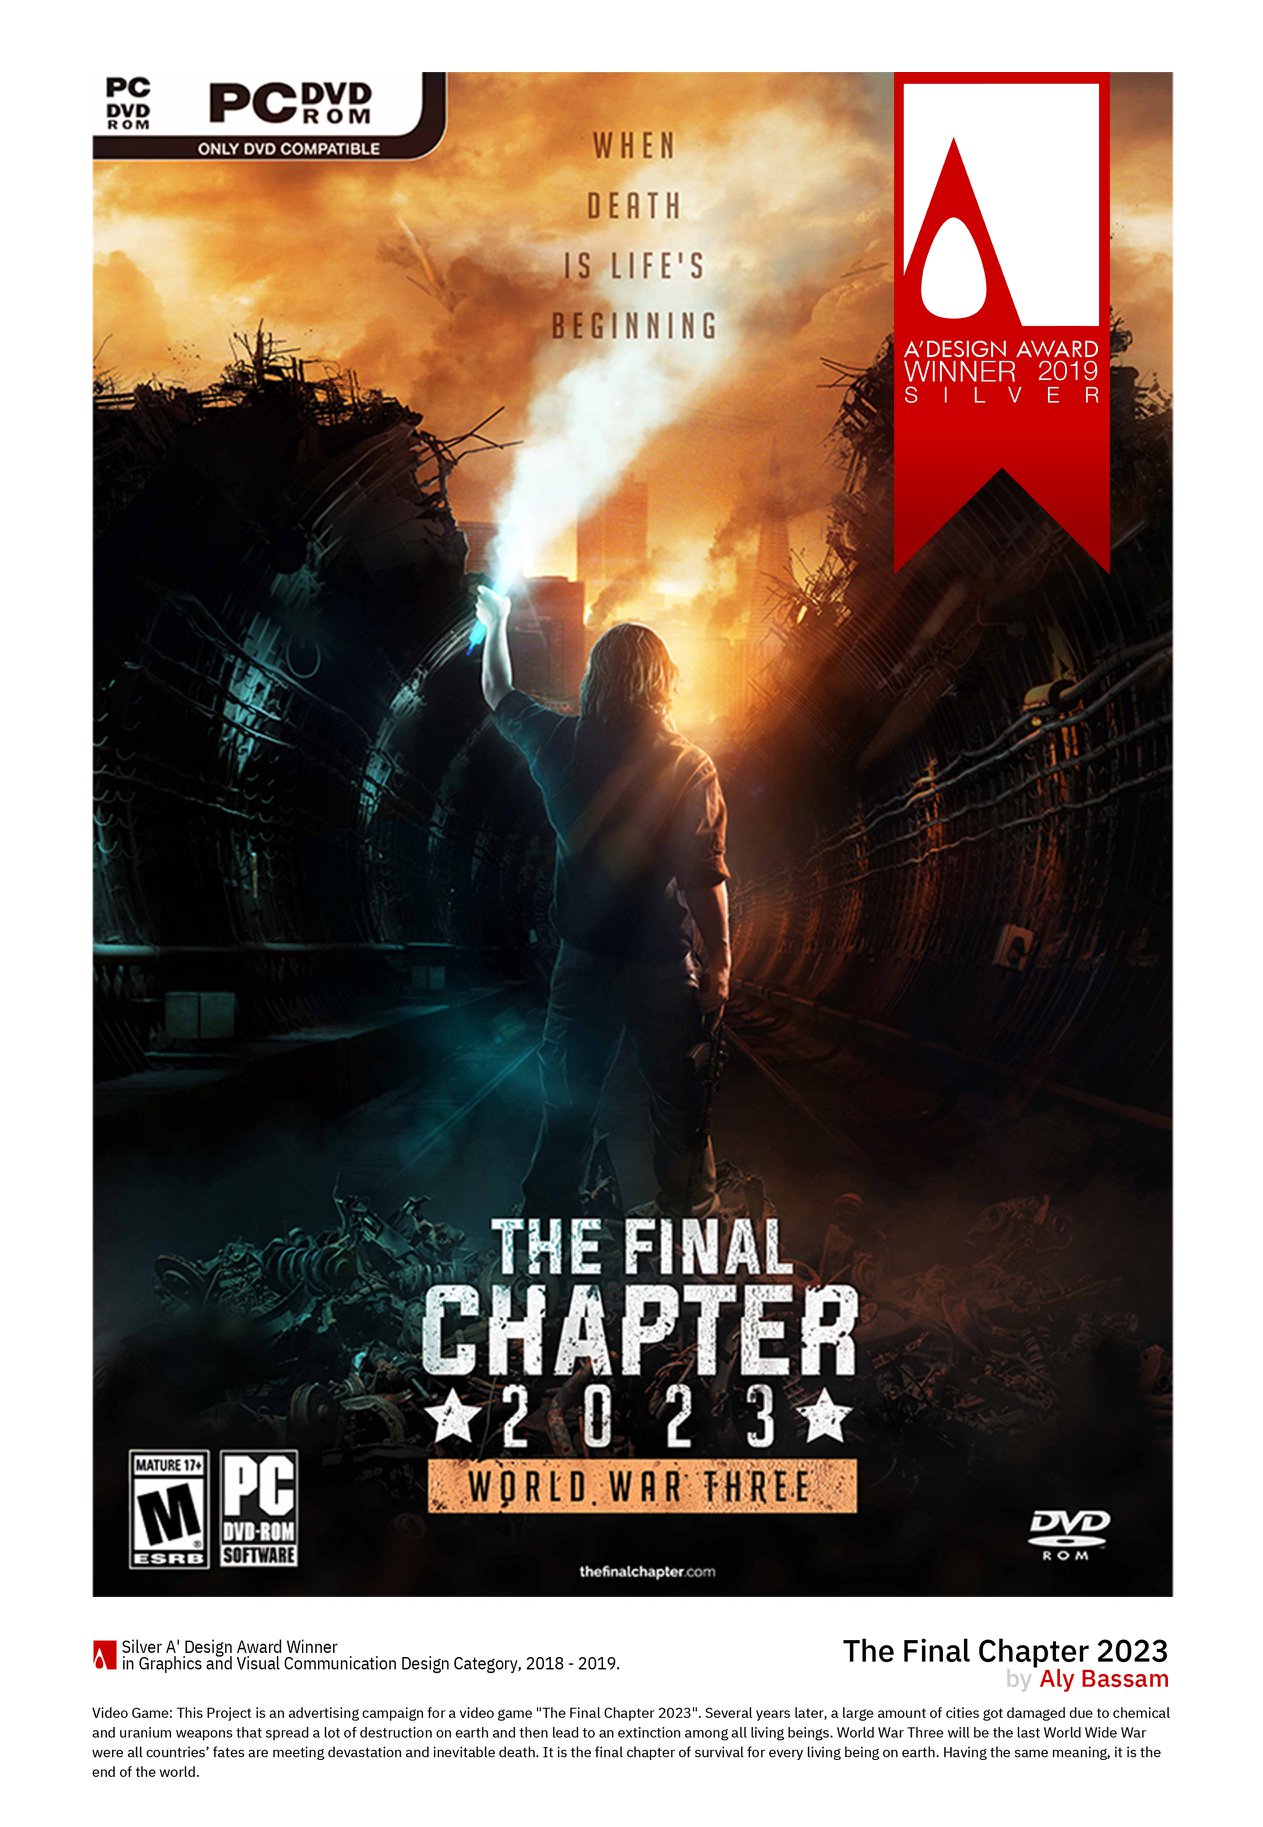 PC
DVD
ROM
PC DVD
ROM
ONLY DVD COMPATIBLE
WHEN
DEATH
IS LIFE'S
BEGINNING
A'DESIGN AWARD
WINNER 2019
SILVER
THE FINAL
CHAPTER
2023
WORLD WAR THREE
MATURE 17+
M
®
ESRB
PC
DVD-ROM
SOFTWARE
thefinalchapter.com
DVD
ROM
Silver A' Design Award Winner
in Graphics and Visual Communication Design Category, 2018 - 2019.
The Final Chapter 2023
by Aly Bassam
Video Game: This Project is an advertising campaign for a video game "The Final Chapter 2023". Several years later, a large amount of cities got damaged due to chemical
and uranium weapons that spread a lot of destruction on earth and then lead to an extinction among all living beings. World War Three will be the last World Wide War
were all countries’ fates are meeting devastation and inevitable death. It is the final chapter of survival for every living being on earth. Having the same meaning, it is the
end of the world.